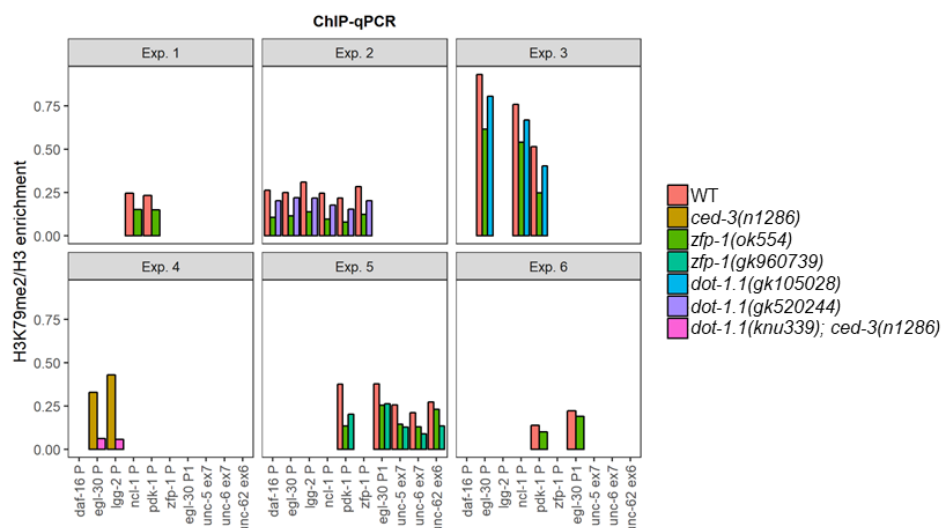 ChIP-qPCR
Exp. 1 Exp. 2 Exp. 3
H3K79me2/H3 enrichment
0.75
0.50
0.25
0.00
Exp. 4 Exp. 5 Exp. 6
0.75
0.50
0.25
0.00
daf-16 P
egl-30 P
lgg-2 P
ncl-1 P
pdk-1 P
zfp-1 P
egl-30 P1
unc-5 ex7
unc-6 ex7
unc-62 ex6
daf-16 P
egl-30 P
lgg-2 P
ncl-1 P
pdk-1 P
zfp-1 P
egl-30 P1
unc-5 ex7
unc-6 ex7
unc-62 ex6
daf-16 P
egl-30 P
lgg-2 P
ncl-1 P
pdk-1 P
zfp-1 P
egl-30 P1
unc-5 ex7
unc-6 ex7
unc-62 ex6
WT
ced-3(n1286)
zfp-1(ok554)
zfp-1(gk960739)
dot-1.1(gk105028)
dot-1.1(gk520244)
dot-1.1(knu339); ced-3(n1286)